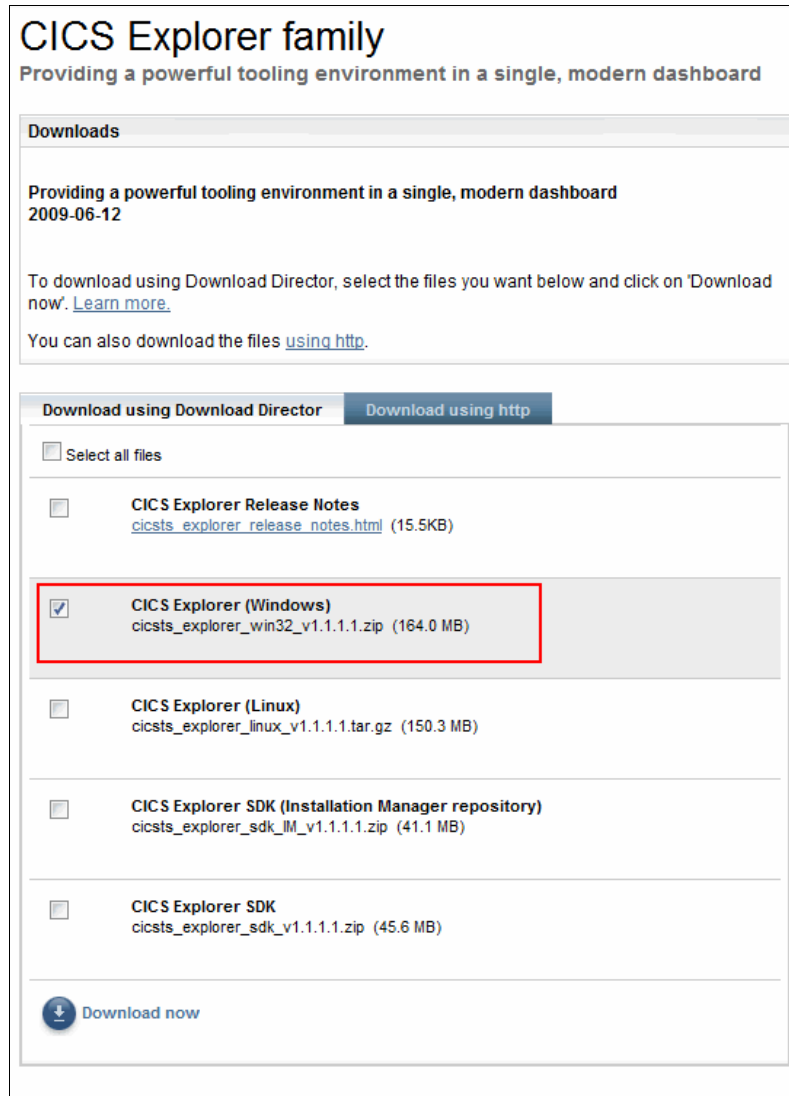 CICS Explorer family
Providing a powerful tooling environment in a single, modern dashboard
Downloads
Providing a powerful tooling environment in a single, modern dashboard
2009-06-12
To download using Download Director, select the files you want below and click on 'Download
now'. Learn more.
You can also download the files using http.
Download using Download Director
Download using http
Select all files
CICS Explorer Release Notes
cicsts_explorer_release_notes.html (15.5KB)
CICS Explorer (Windows)
cicsts_explorer_win32_v1.1.1.1.zip (164.0 MB)
CICS Explorer (Linux)
cicsts_explorer_linux_v1.1.1.1.tar.gz (150.3 MB)
CICS Explorer SDK (Installation Manager repository)
cicsts_explorer_sdk_IM_v1.1.1.1.zip (41.1 MB)
CICS Explorer SDK
cicsts_explorer_sdk_v1.1.1.1.zip (45.6 MB)
Download now